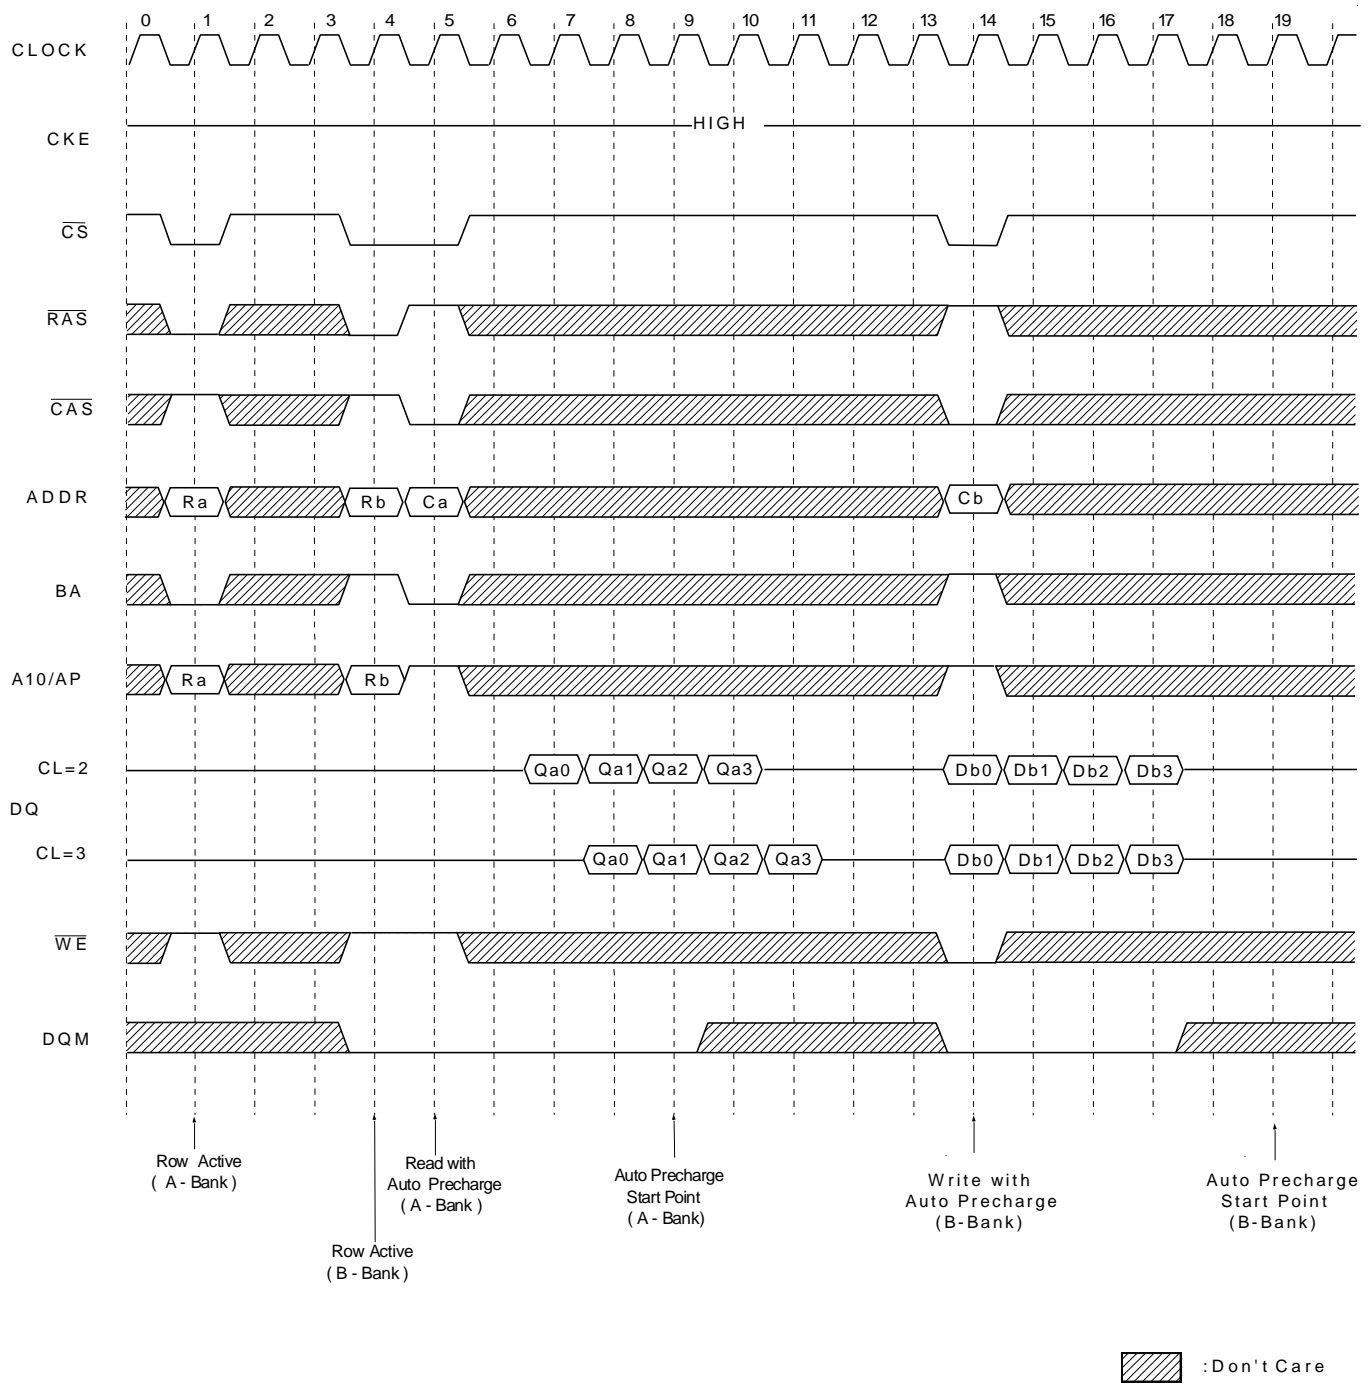 0 1 2 3 4 5 6 7 8 9 10 11 12 13 14 15 16 17 18 19
CLOCK
CKE HIGH
CS
RAS
CAS
ADDR Ra Rb Ca Cb
BA
A10/AP Ra Rb
CL=2 Qa0 Qa1 Qa2 Qa3 Db0 Db1 Db2 Db3
DQ
CL=3 Qa0 Qa1 Qa2 Qa3 Db0 Db1 Db2 Db3
WE
DQM
Row Active
( A - Bank )
Row Active
( B - Bank )
Read with
Auto Precharge
( A - Bank )
Auto Precharge
Start Point
( A - Bank)
Write with
Auto Precharge
(B-Bank)
Auto Precharge
Start Point
(B-Bank)
:Don't Care